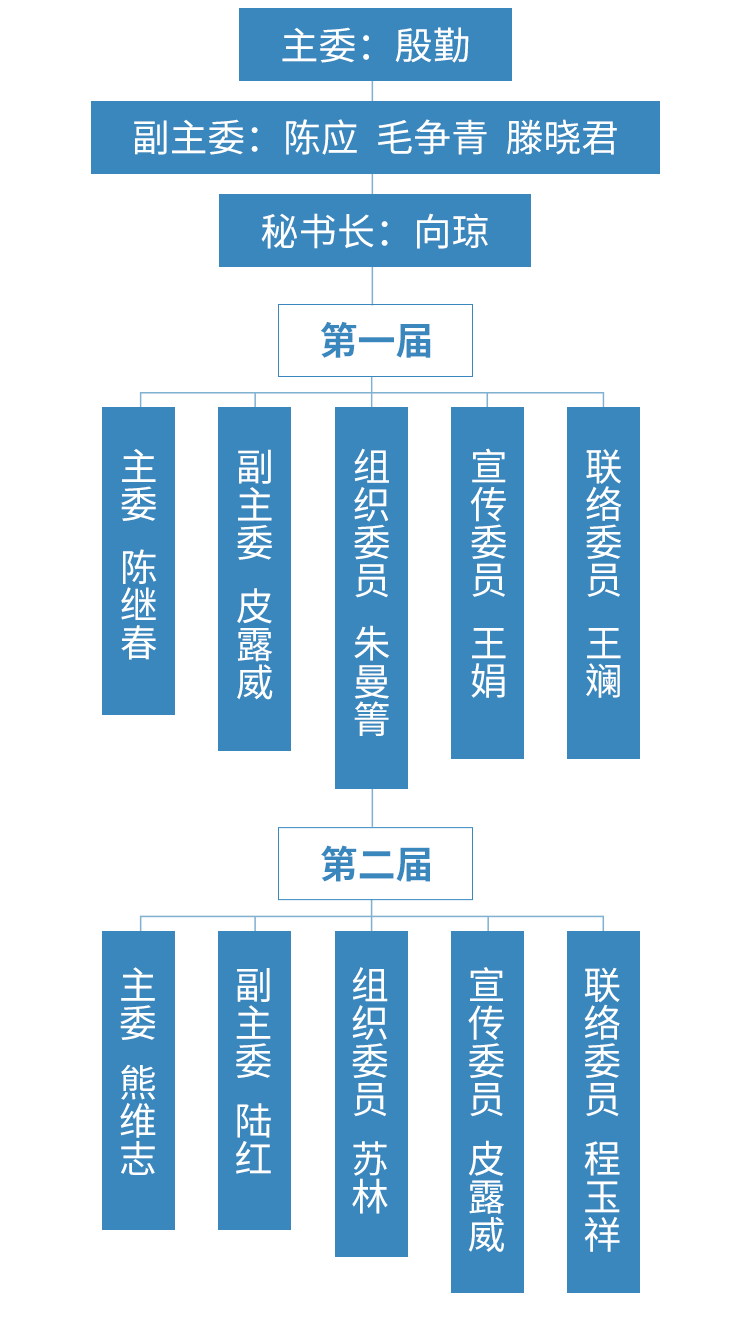 主委：殷勤
副主委：陈应 毛争青 滕晓君
秘书长：向琼
第一届
主委 陈继春
副主委 皮露威
组织委员 朱曼箐
宣传委员 王娟
联络委员 王斓
第二届
主委 熊维志
副主委 陆红
组织委员 苏林
宣传委员 皮露威
联络委员 程玉祥